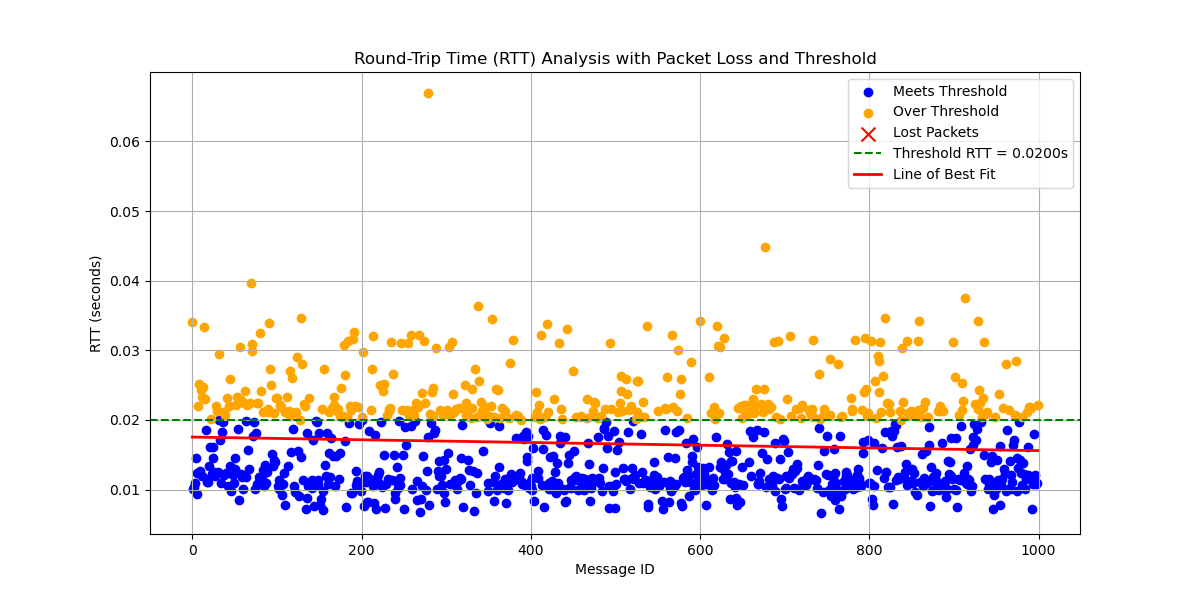 Round-Trip Time (RTT) Analysis with Packet Loss and Threshold
Meets Threshold
Over Threshold
Lost Packets
Threshold RTT = 0.0200s
Line of Best Fit
RTT (seconds)
0.06
0.05
0.04
0.03
0.02
0.01
0
200
400
600
800
1000
Message ID